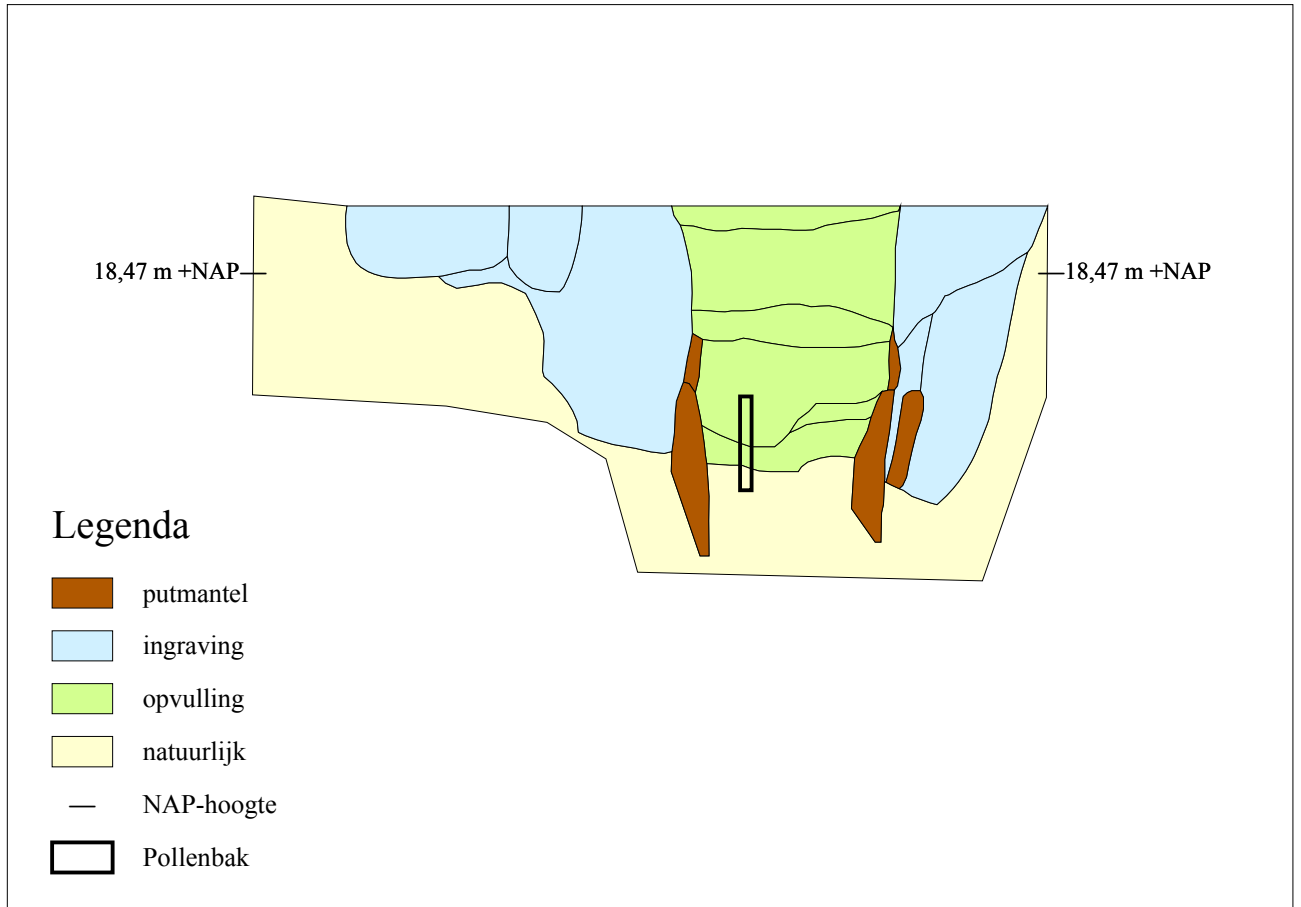 18,47 m +NAP
18,47 m +NAP
Legenda
putmantel
ingraving
opvulling
natuurlijk
NAP-hoogte
Pollenbak